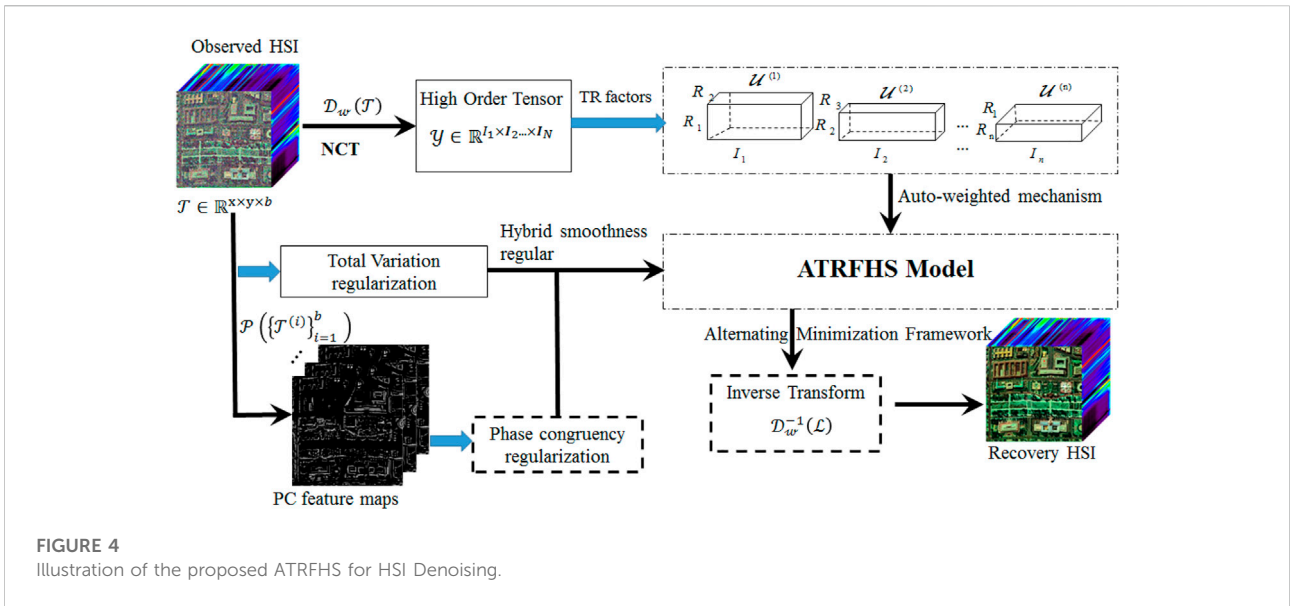 Observed HSI
𝒟_w(𝒯)
NCT
𝒯 ∈ ℝ^{x×y×b}
High Order Tensor
𝒴 ∈ ℝ^{I_1×I_2…×I_N}
TR factors
𝒰^{(1)}
R_2
R_1
I_1
𝒰^{(2)}
R_3
R_2
I_2
...
...
𝒰^{(n)}
R_1
R_n
I_n
Auto-weighted mechanism
Total Variation
regularization
Hybrid smoothness
regular
ATRFHS Model
𝒫({𝒯^{(i)}}_{i=1}^{b})
...
PC feature maps
Phase congruency
regularization
Alternating Minimization Framework
Inverse Transform
𝒟_w^{-1}(ℒ)
Recovery HSI
FIGURE 4
Illustration of the proposed ATRFHS for HSI Denoising.